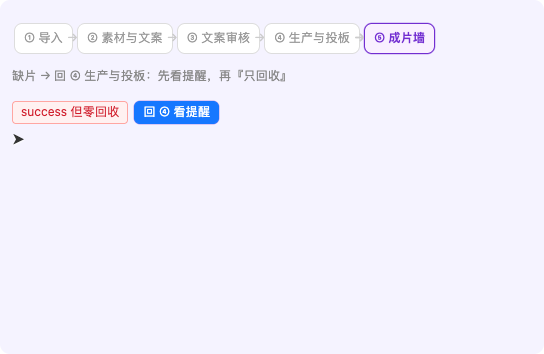 ① 导入 → ② 素材与文案 → ③ 文案审核 → ④ 生产与投板 → ⑤ 成片墙
缺片 → 回 ④ 生产与投板：先看提醒，再『只回收』
success 但零回收 回 ④ 看提醒